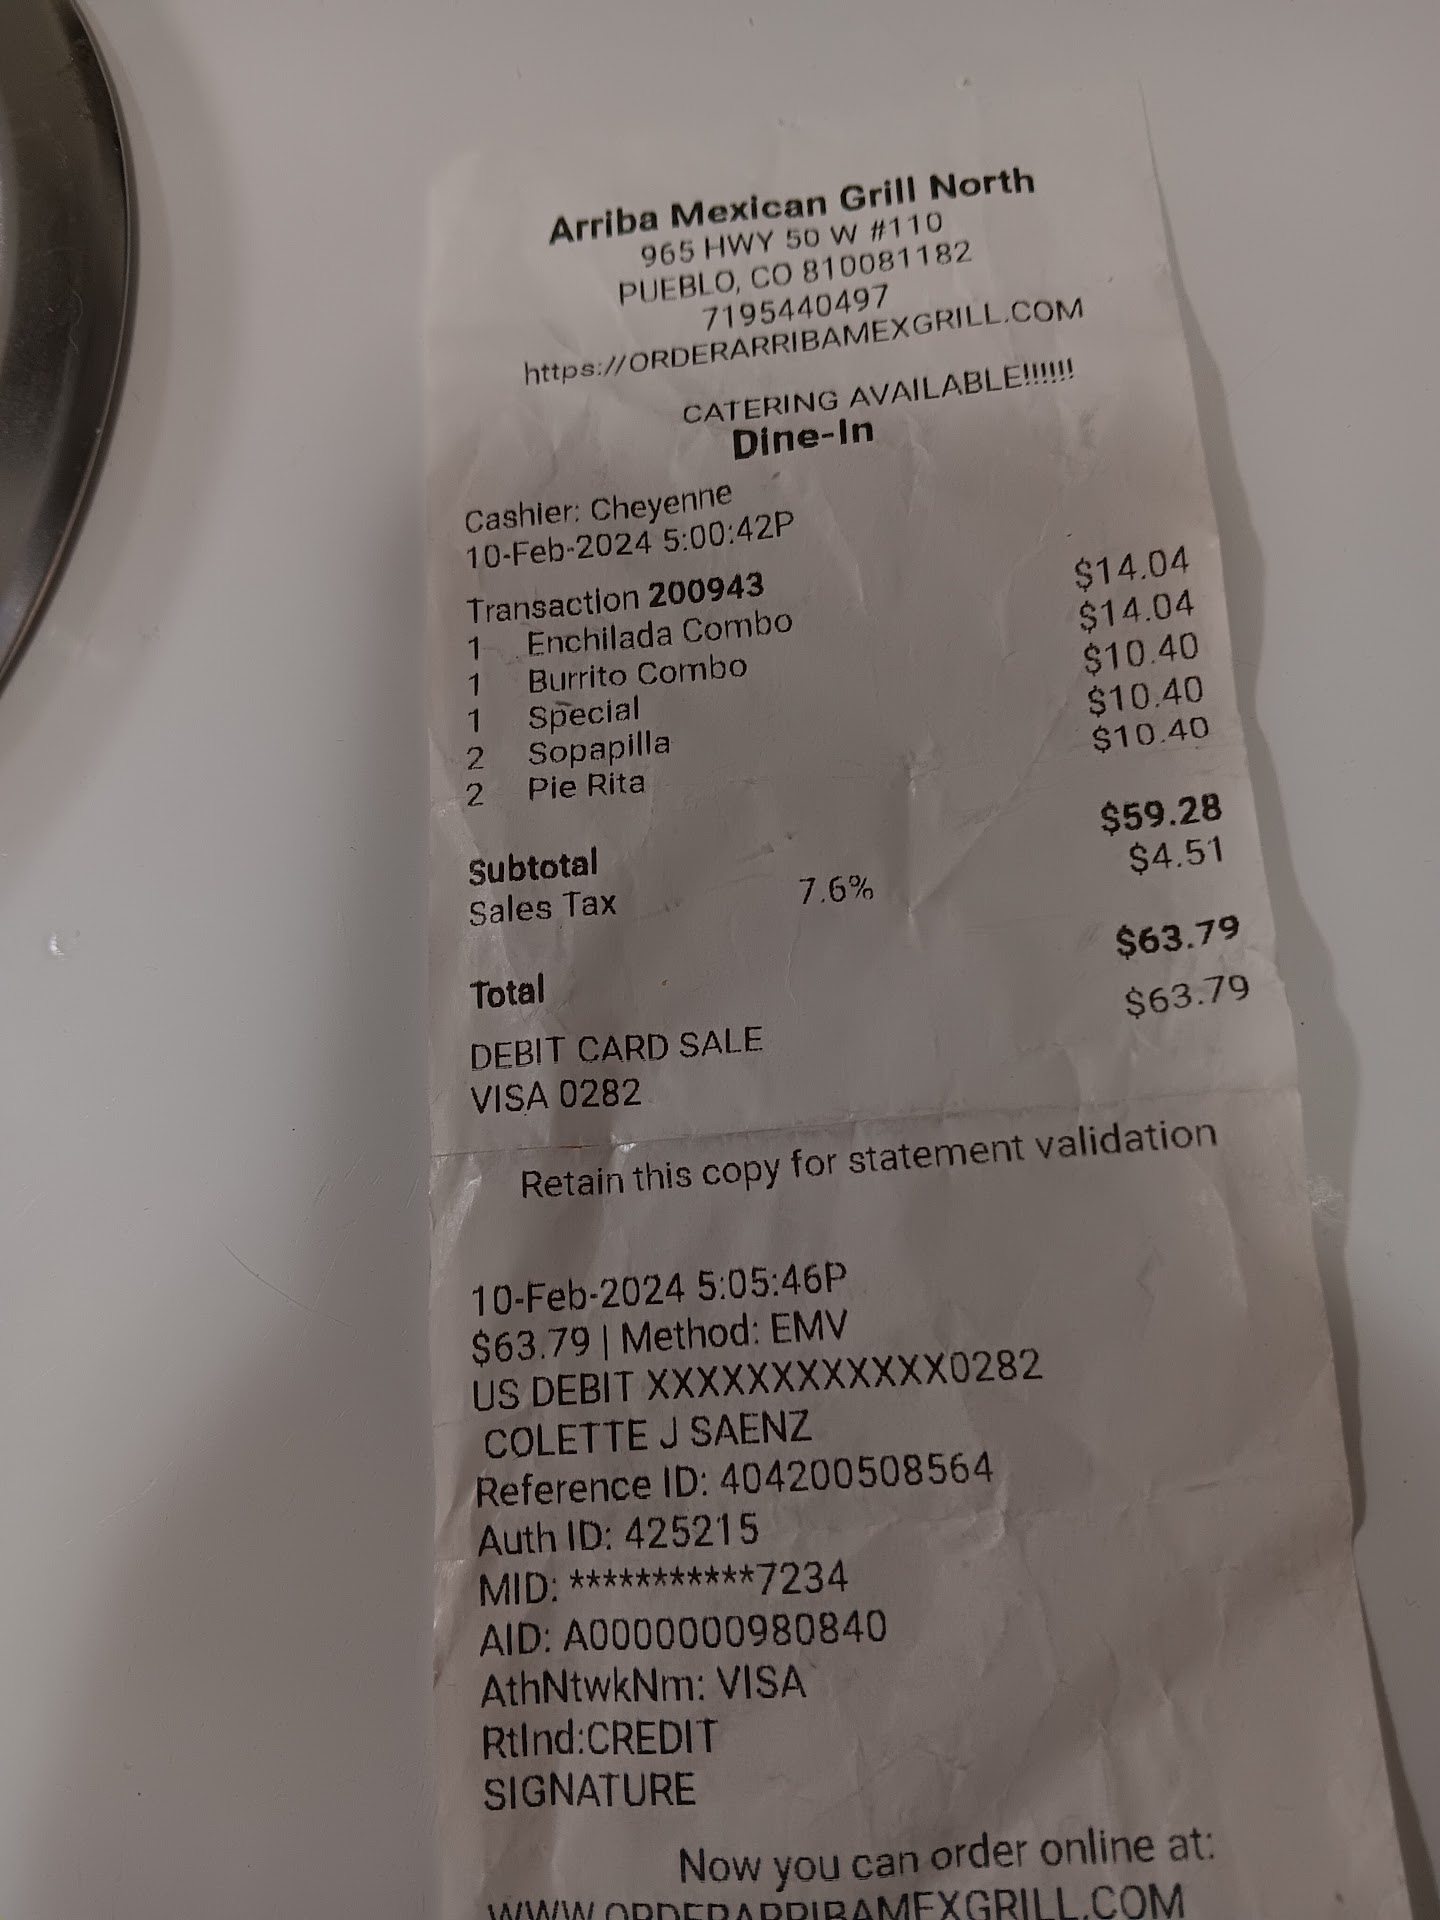 Arriba Mexican Grill North
965 HWY 50 W #110
PUEBLO, CO 810081182
7195440497
https://ORDERARRIBAMEXGRILL.COM
CATERING AVAILABLE!!!!!!
Dine-In
Cashier: Cheyenne
10-Feb-2024 5:00:42P
Transaction 200943
1 Enchilada Combo $14.04
1 Burrito Combo $14.04
1 Special $10.40
2 Sopapilla $10.40
2 Pie Rita $10.40
Subtotal $59.28
Sales Tax 7.6% $4.51
Total $63.79
DEBIT CARD SALE $63.79
VISA 0282
Retain this copy for statement validation
10-Feb-2024 5:05:46P
$63.79 | Method: EMV
US DEBIT XXXXXXXXXXXX0282
COLETTE J SAENZ
Reference ID: 404200508564
Auth ID: 425215
MID: ***********7234
AID: A0000000980840
AthNtwkNm: VISA
RtInd:CREDIT
SIGNATURE
Now you can order online at:
WWW.ORDERARRIBAMEXGRILL.COM